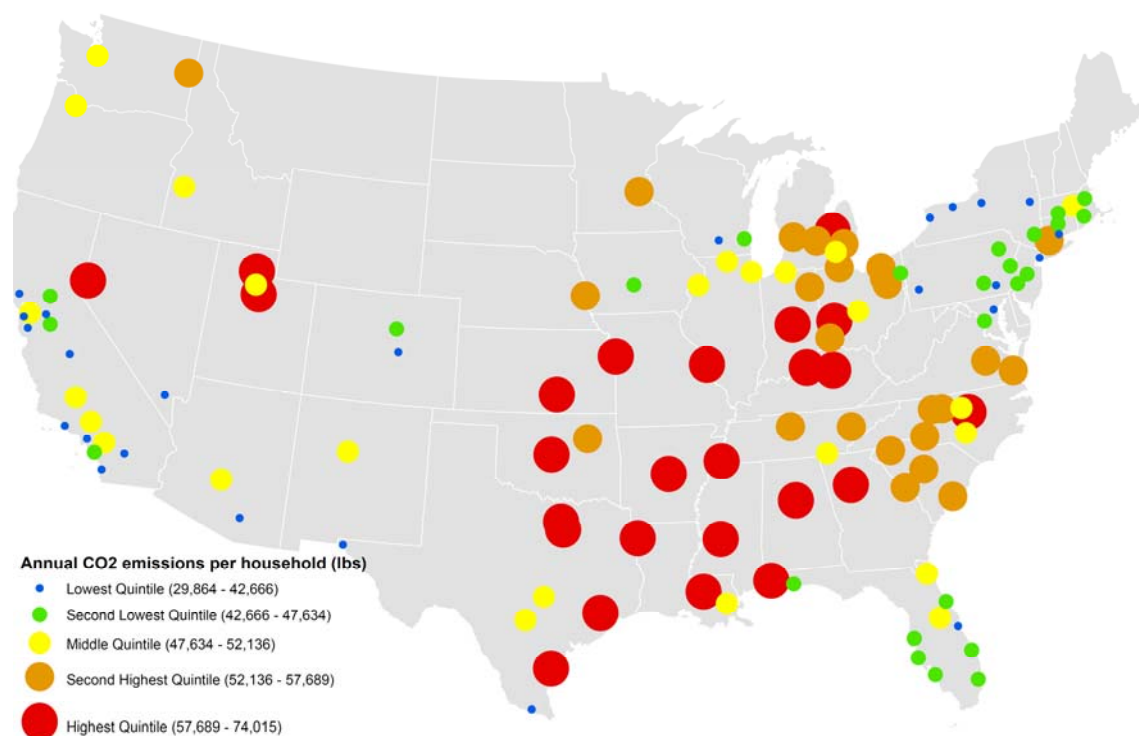 Annual CO2 emissions per household (lbs)
Lowest Quintile (29,864 - 42,666)
Second Lowest Quintile (42,666 - 47,634)
Middle Quintile (47,634 - 52,136)
Second Highest Quintile (52,136 - 57,689)
Highest Quintile (57,689 - 74,015)